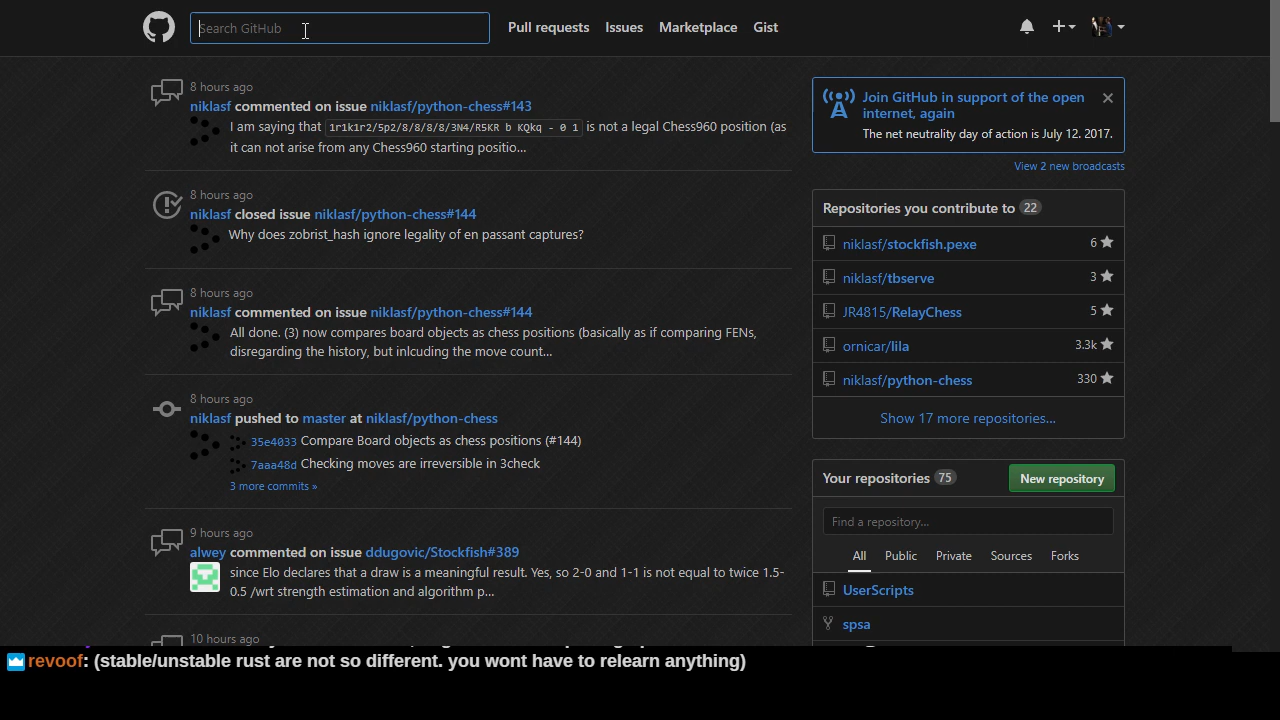 Search GitHub
Pull requests Issues Marketplace Gist
8 hours ago
niklasf commented on issue niklasf/python-chess#143
I am saying that 1r1k1r2/5p2/8/8/8/8/3N4/R5KR b KQkq - 0 1 is not a legal Chess960 position (as
it can not arise from any Chess960 starting positio...
8 hours ago
niklasf closed issue niklasf/python-chess#144
Why does zobrist_hash ignore legality of en passant captures?
8 hours ago
niklasf commented on issue niklasf/python-chess#144
All done. (3) now compares board objects as chess positions (basically as if comparing FENs,
disregarding the history, but inlcuding the move count...
8 hours ago
niklasf pushed to master at niklasf/python-chess
35e4033 Compare Board objects as chess positions (#144)
7aaa48d Checking moves are irreversible in 3check
3 more commits »
9 hours ago
alwey commented on issue ddugovic/Stockfish#389
since Elo declares that a draw is a meaningful result. Yes, so 2-0 and 1-1 is not equal to twice 1.5-
0.5 /wrt strength estimation and algorithm p...
10 hours ago
Join GitHub in support of the open
internet, again
The net neutrality day of action is July 12. 2017.
View 2 new broadcasts
Repositories you contribute to 22
niklasf/stockfish.pexe 6
niklasf/tbserve 3
JR4815/RelayChess 5
ornicar/lila 3.3k
niklasf/python-chess 330
Show 17 more repositories...
Your repositories 75 New repository
Find a repository...
All Public Private Sources Forks
UserScripts
spsa
revoof: (stable/unstable rust are not so different. you wont have to relearn anything)